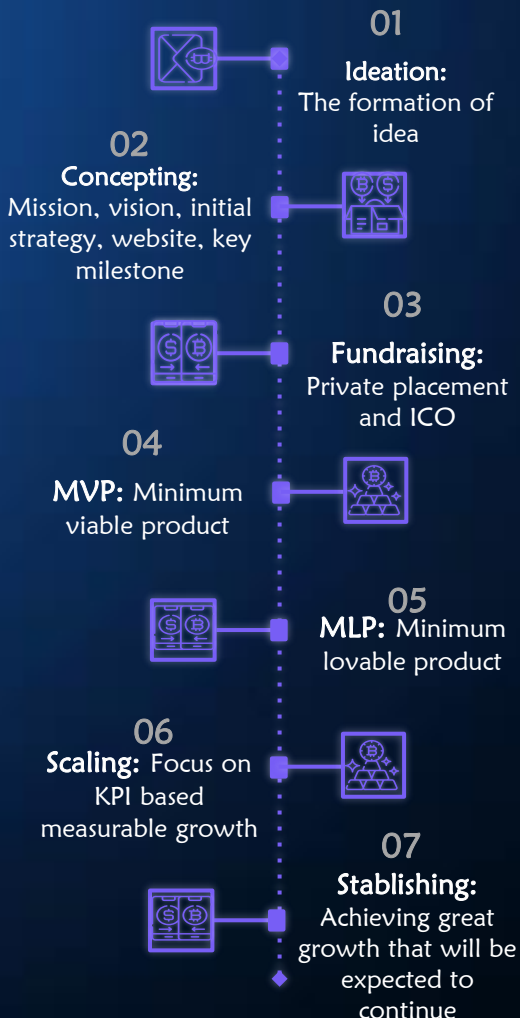 01
Ideation:
The formation of
idea
02
Concepting:
Mission, vision, initial
strategy, website, key
milestone
03
Fundraising:
Private placement
and ICO
04
MVP: Minimum
viable product
05
MLP: Minimum
lovable product
06
Scaling: Focus on
KPI based
measurable growth
07
Stablishing:
Achieving great
growth that will be
expected to
continue